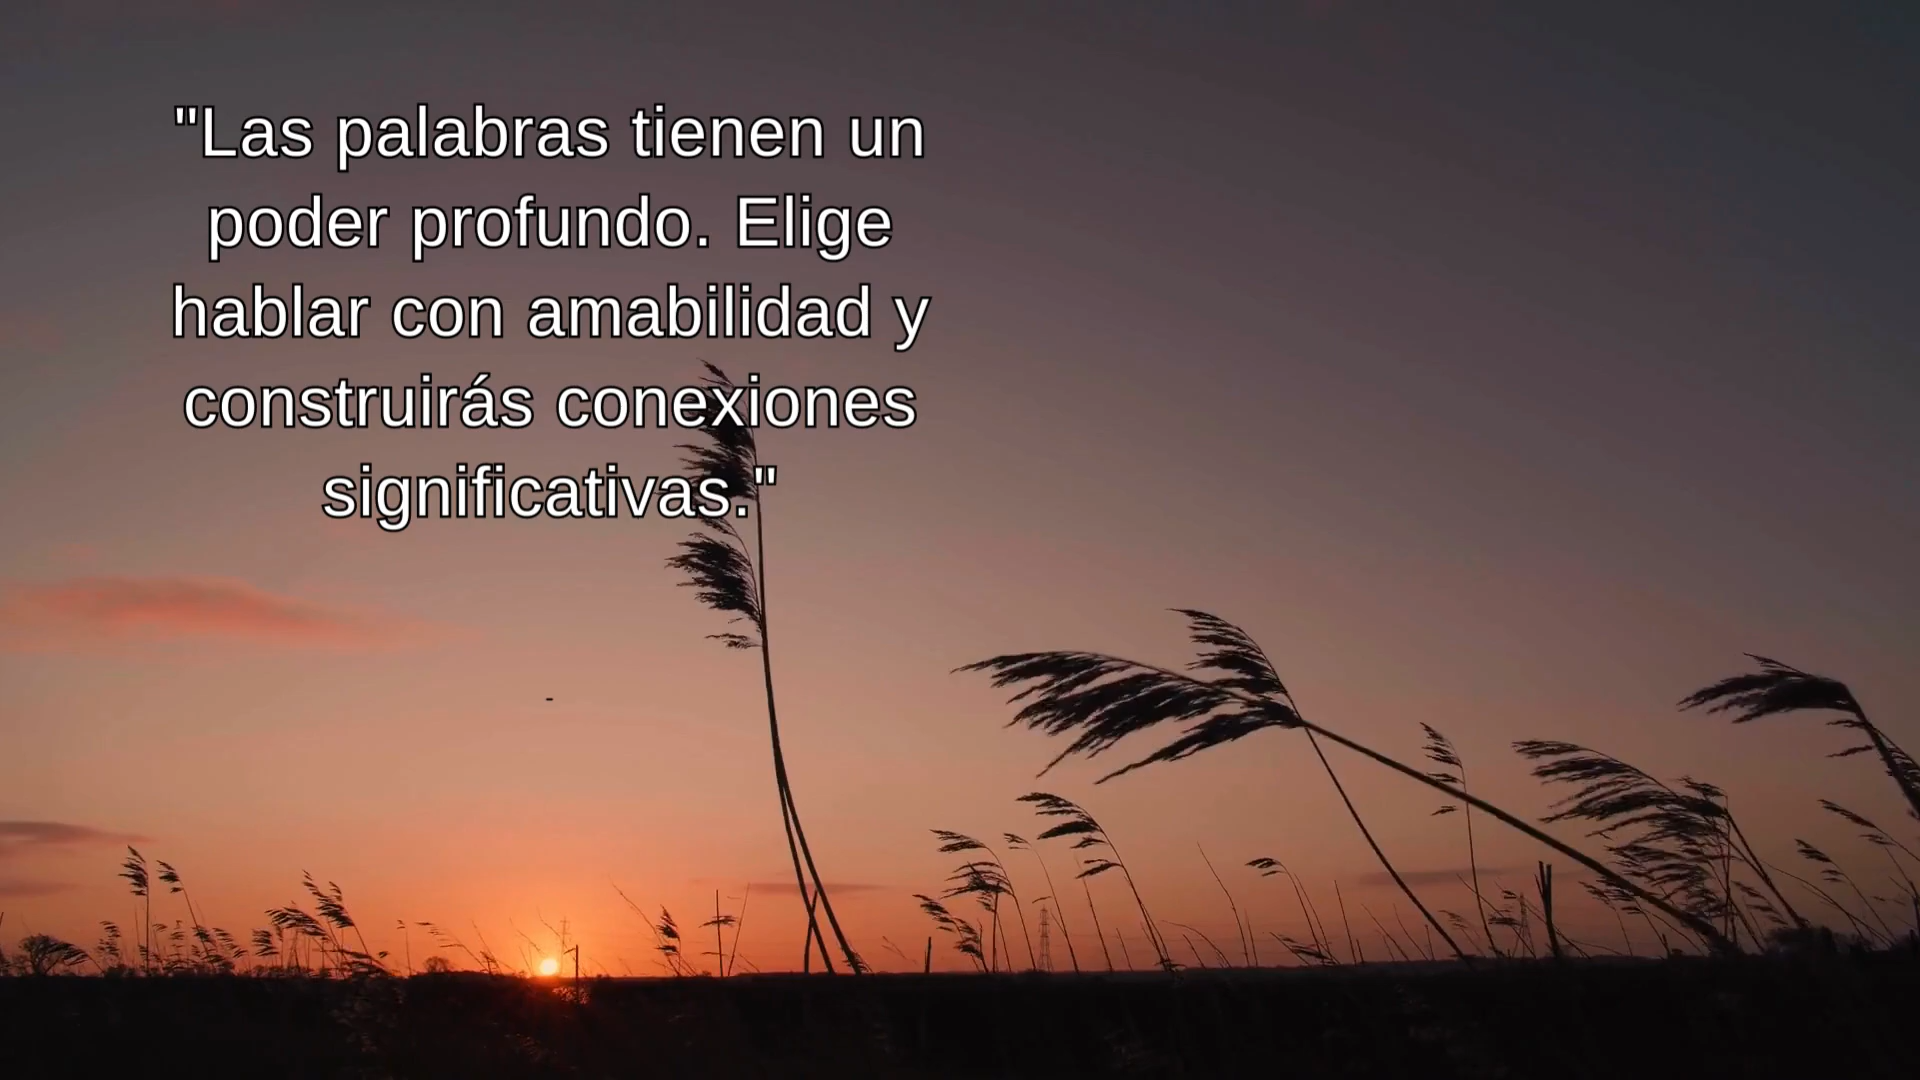 "Las palabras tienen un
poder profundo. Elige
hablar con amabilidad y
construirás conexiones
significativas."